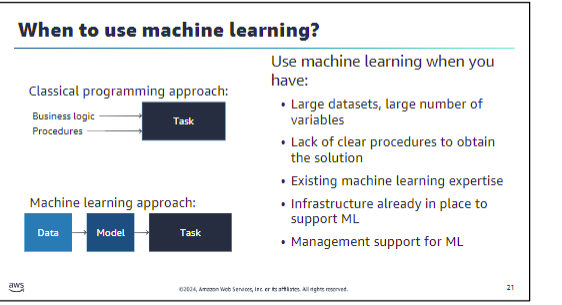 When to use machine learning?
Use machine learning when you
have:
Classical programming approach:
Business logic
Procedures
Task
• Large datasets, large number of
variables
• Lack of clear procedures to obtain
the solution
• Existing machine learning expertise
Machine learning approach:
Data
Model
Task
• Infrastructure already in place to
support ML
• Management support for ML
aws
©2024, Amazon Web Services, Inc. or its affiliates. All rights reserved.
21